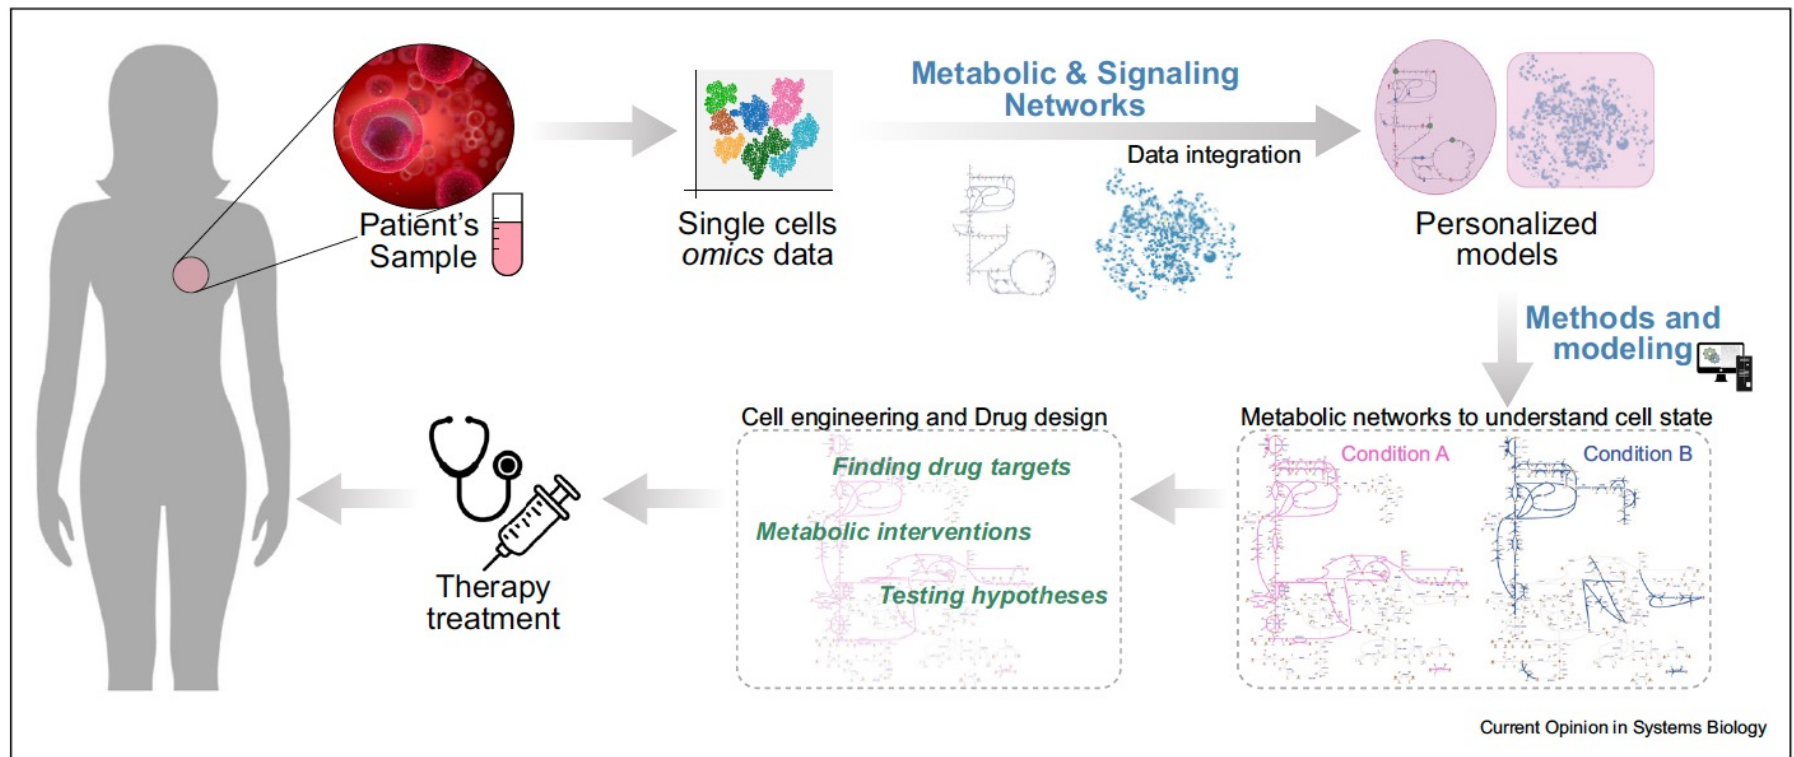 Patient's
Sample
Single cells
omics data
Metabolic & Signaling
Networks
Data integration
Personalized
models
Methods and
modeling
Metabolic networks to understand cell state
Condition A
Condition B
Cell engineering and Drug design
Finding drug targets
Metabolic interventions
Testing hypotheses
Therapy
treatment
Current Opinion in Systems Biology